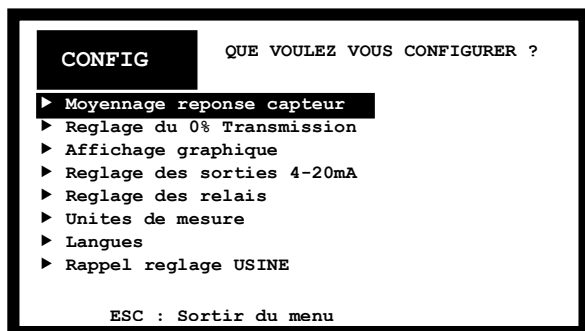 CONFIG
QUE VOULEZ VOUS CONFIGURER ?
▶ Moyennage reponse capteur
▶ Reglage du 0% Transmission
▶ Affichage graphique
▶ Reglage des sorties 4-20mA
▶ Reglage des relais
▶ Unites de mesure
▶ Langues
▶ Rappel reglage USINE
ESC : Sortir du menu